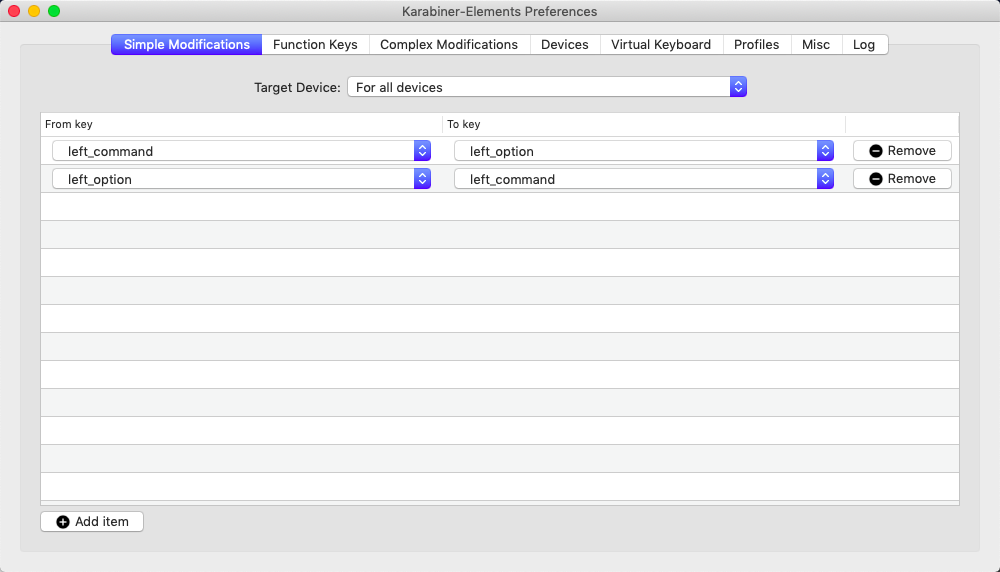 Karabiner-Elements Preferences
Simple Modifications Function Keys Complex Modifications Devices Virtual Keyboard Profiles Misc Log
Target Device: For all devices
From key To key
left_command left_option Remove
left_option left_command Remove
Add item